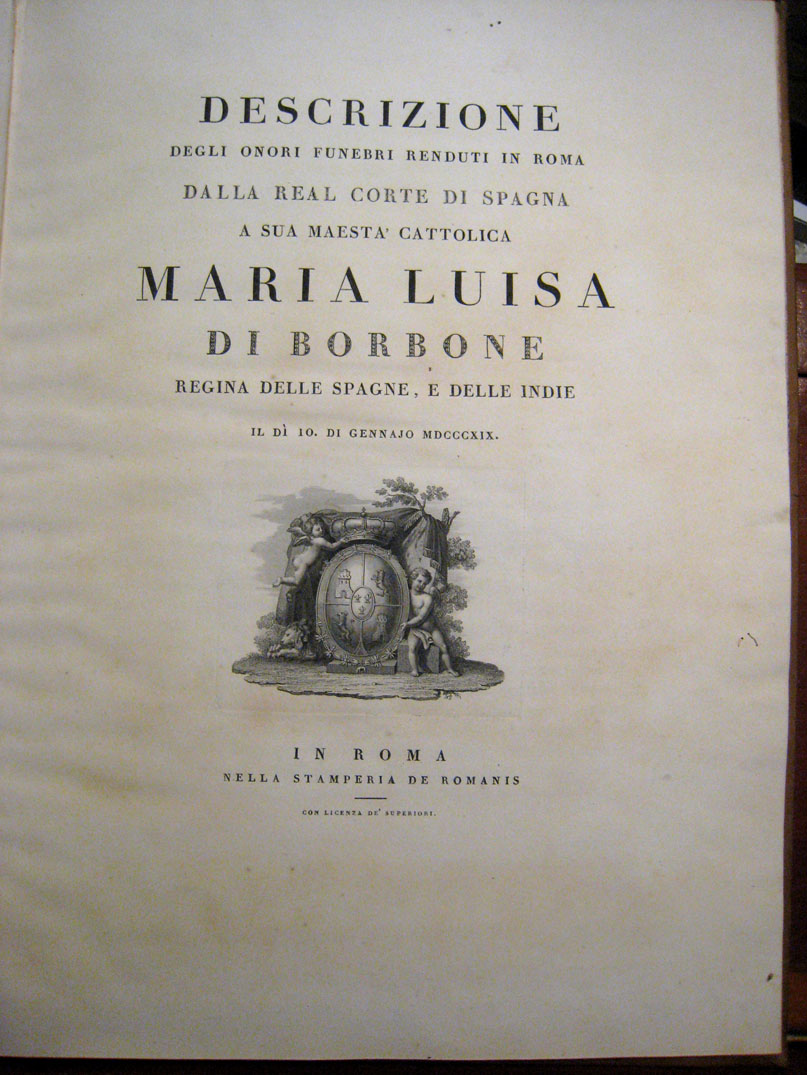 DESCRIZIONE
DEGLI ONORI FUNEBRI RENDUTI IN ROMA
DALLA REAL CORTE DI SPAGNA
A SUA MAESTA' CATTOLICA
MARIA LUISA
DI BORBONE
REGINA DELLE SPAGNE, E DELLE INDIE
IL DÌ 10. DI GENNAJO MDCCCXIX.
IN ROMA
NELLA STAMPERIA DE ROMANIS
CON LICENZA DE' SUPERIORI.